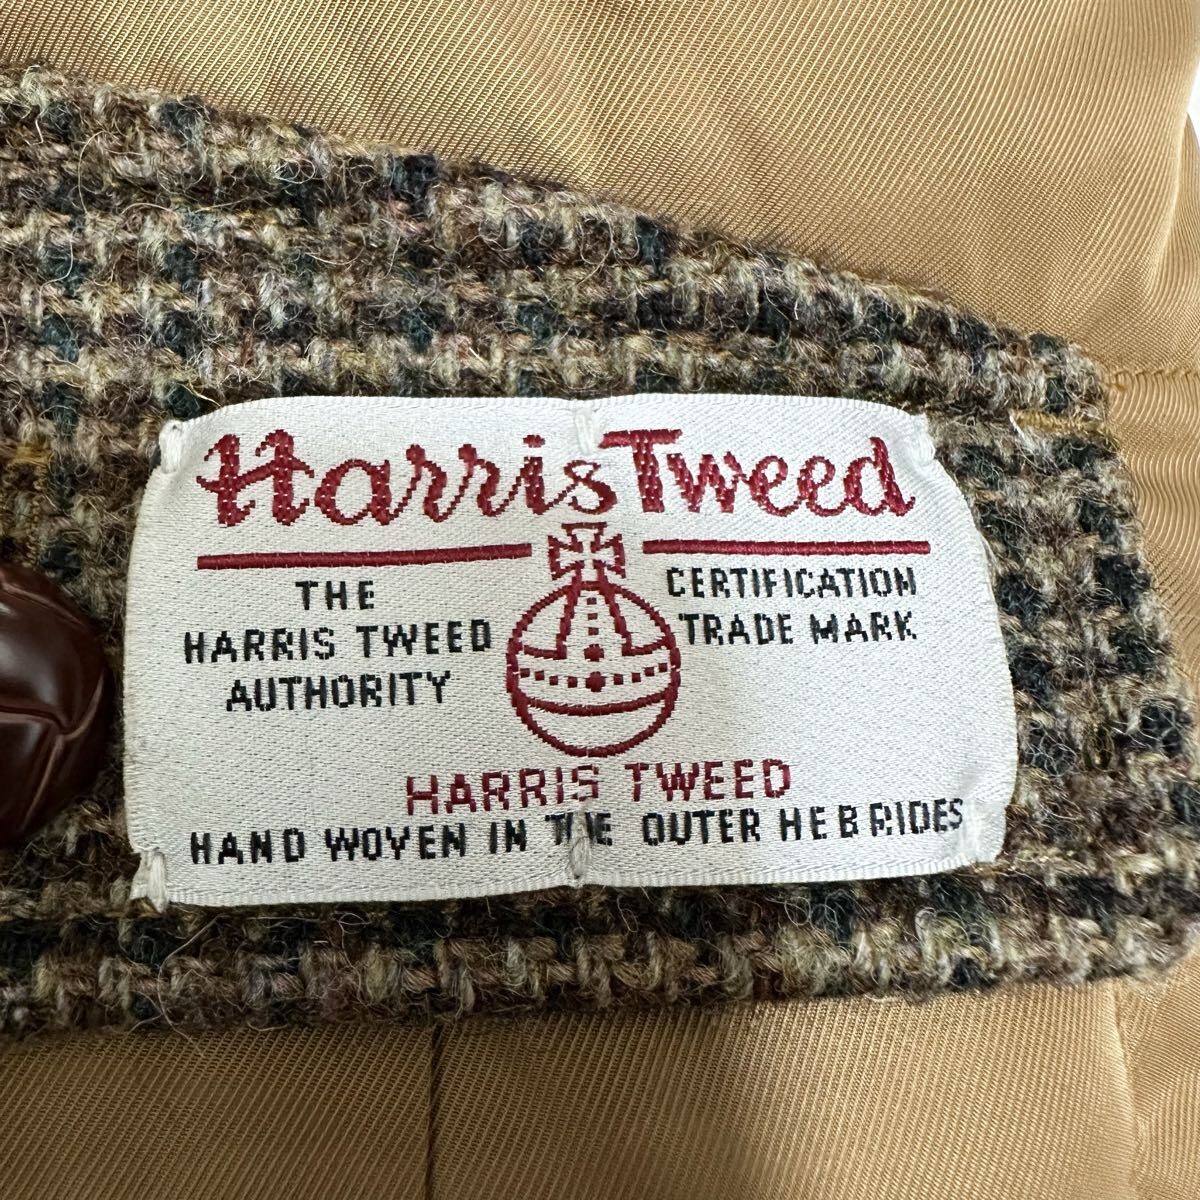 Harris Tweed
THE
HARRIS TWEED
AUTHORITY
CERTIFICATION
TRADE MARK
HARRIS TWEED
HAND WOVEN IN THE OUTER HEBRIDES